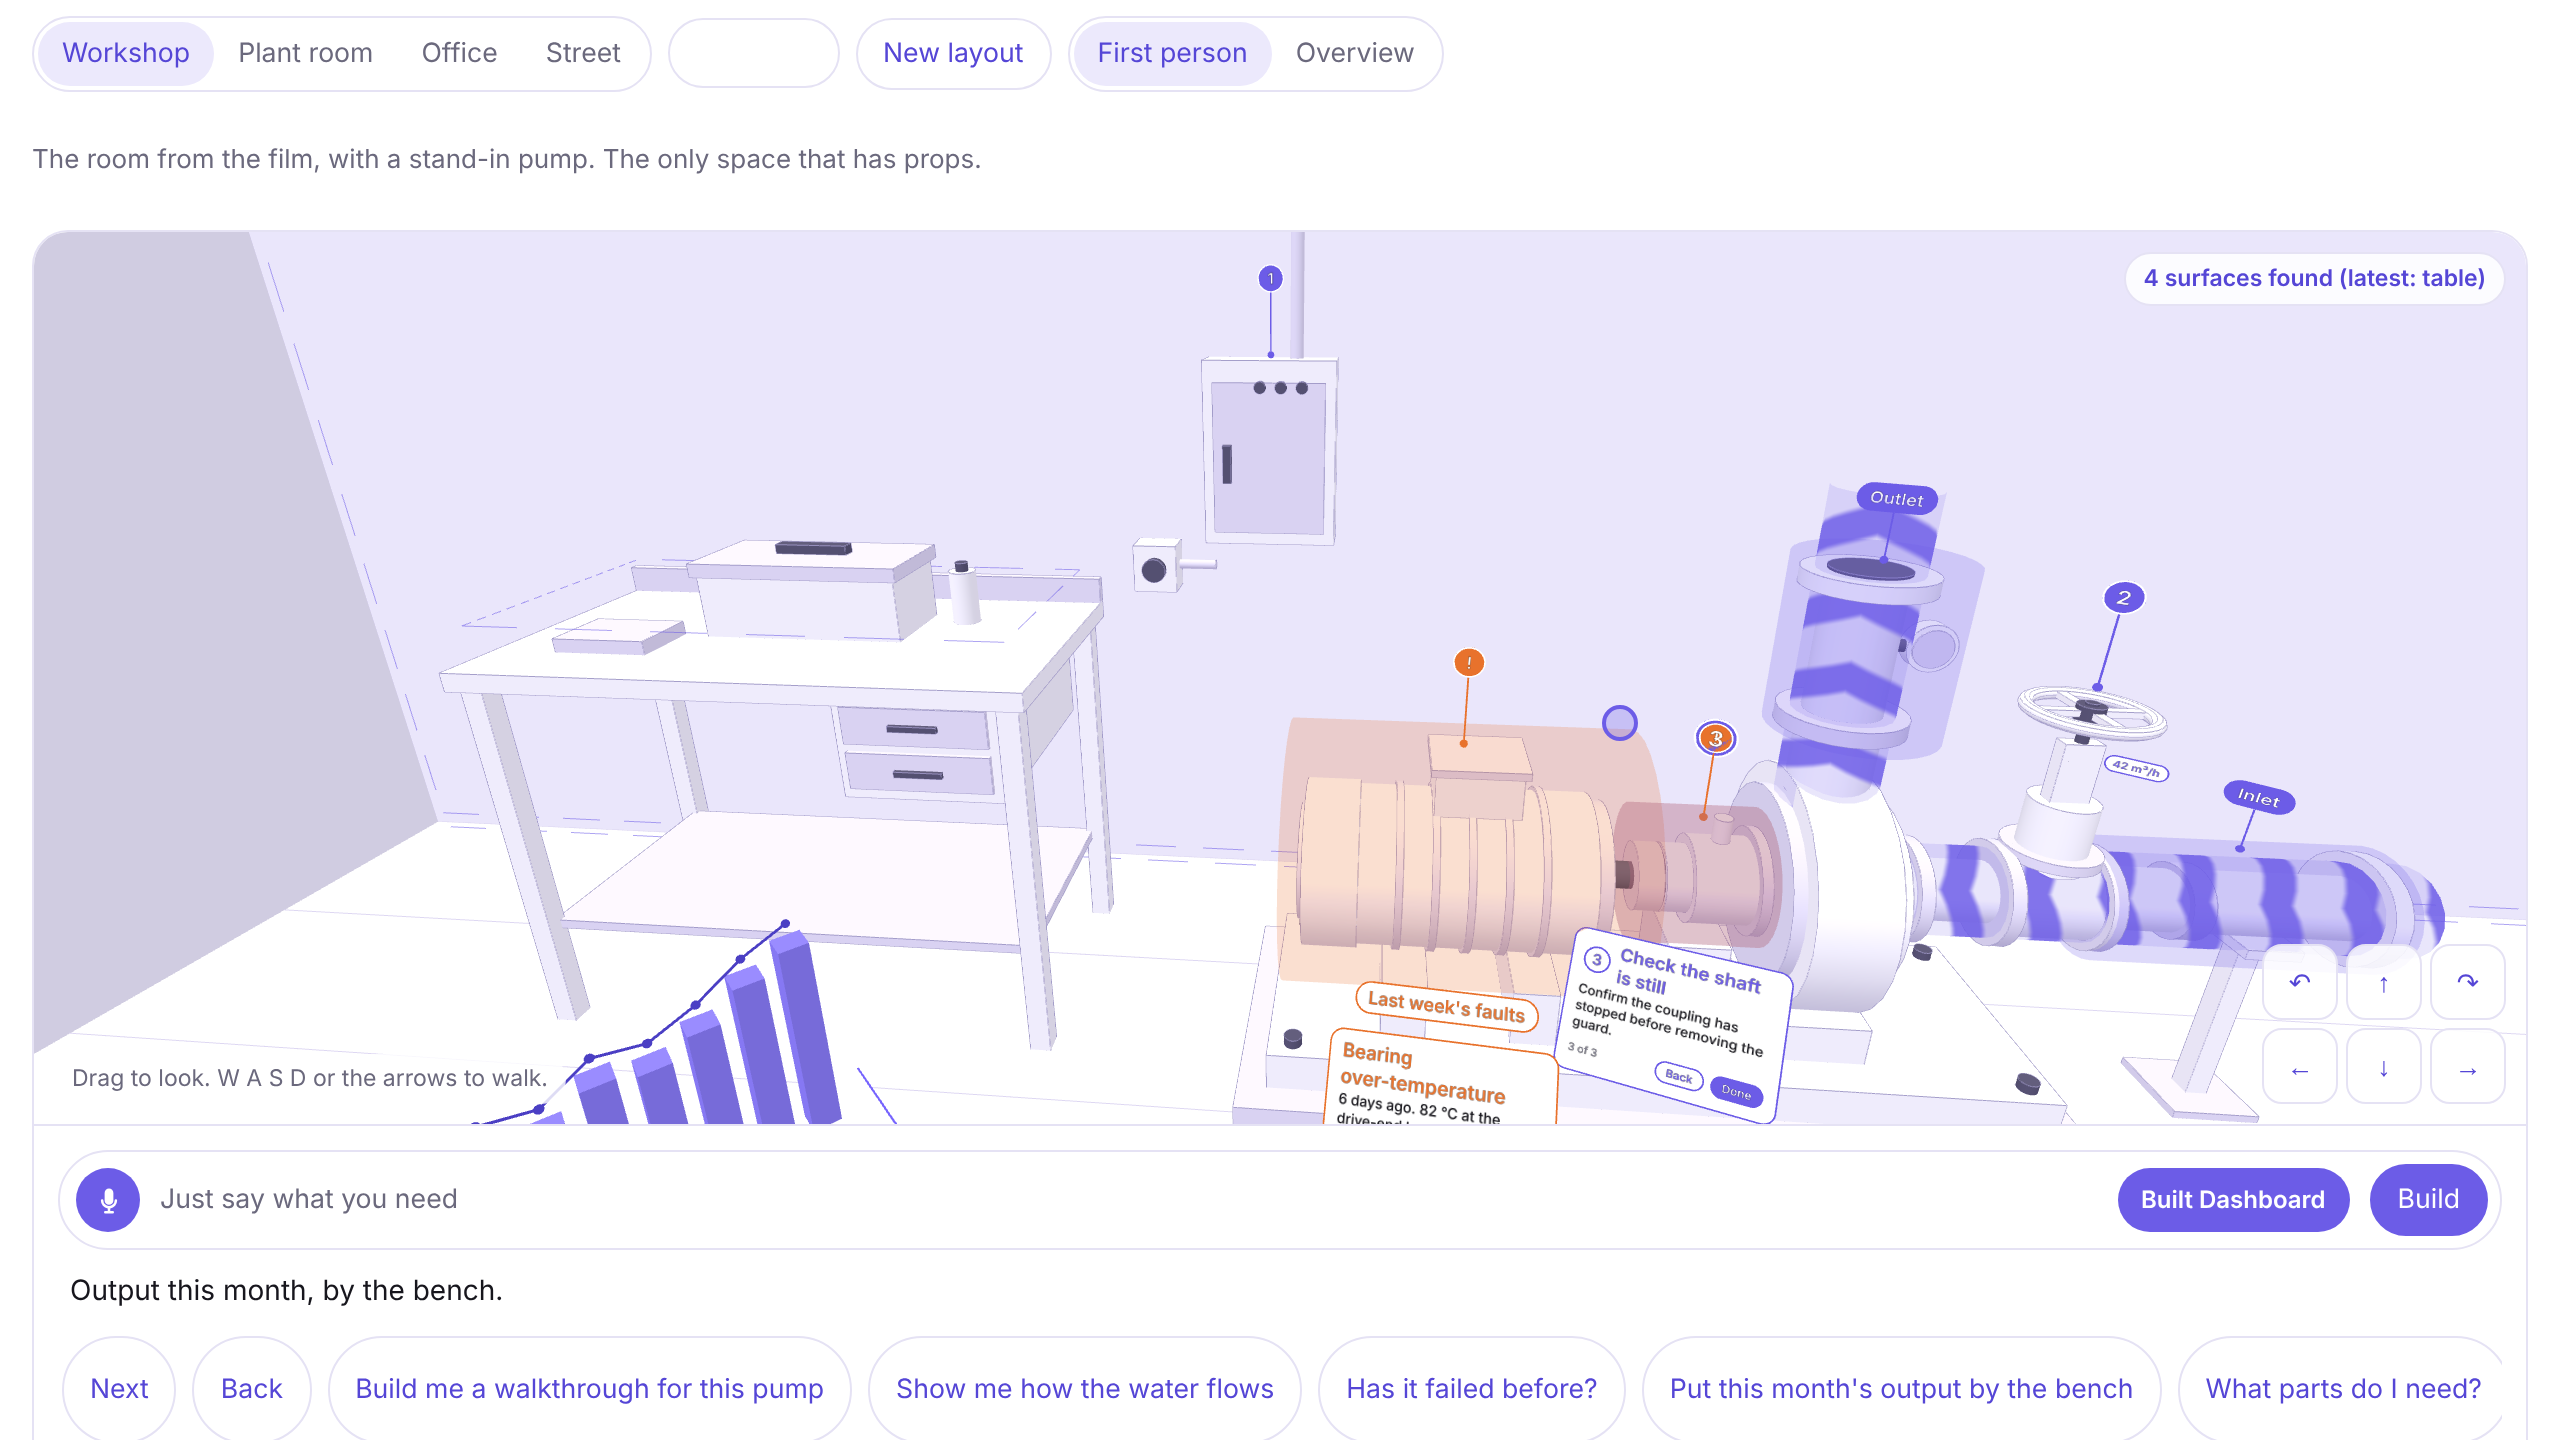 Workshop Plant room Office Street New layout First person Overview
The room from the film, with a stand-in pump. The only space that has props.
4 surfaces found (latest: table)
1
Outlet
2
!
3
42 m³/h
Inlet
3 Check the shaft
is still
Confirm the coupling has
stopped before removing the
guard.
3 of 3
Back Done
Last week's faults
Bearing
over-temperature
6 days ago. 82 °C at the
Drag to look. W A S D or the arrows to walk.
↶ ↑ ↷
← ↓ →
Just say what you need Built Dashboard Build
Output this month, by the bench.
Next Back Build me a walkthrough for this pump Show me how the water flows Has it failed before? Put this month's output by the bench What parts do I need?